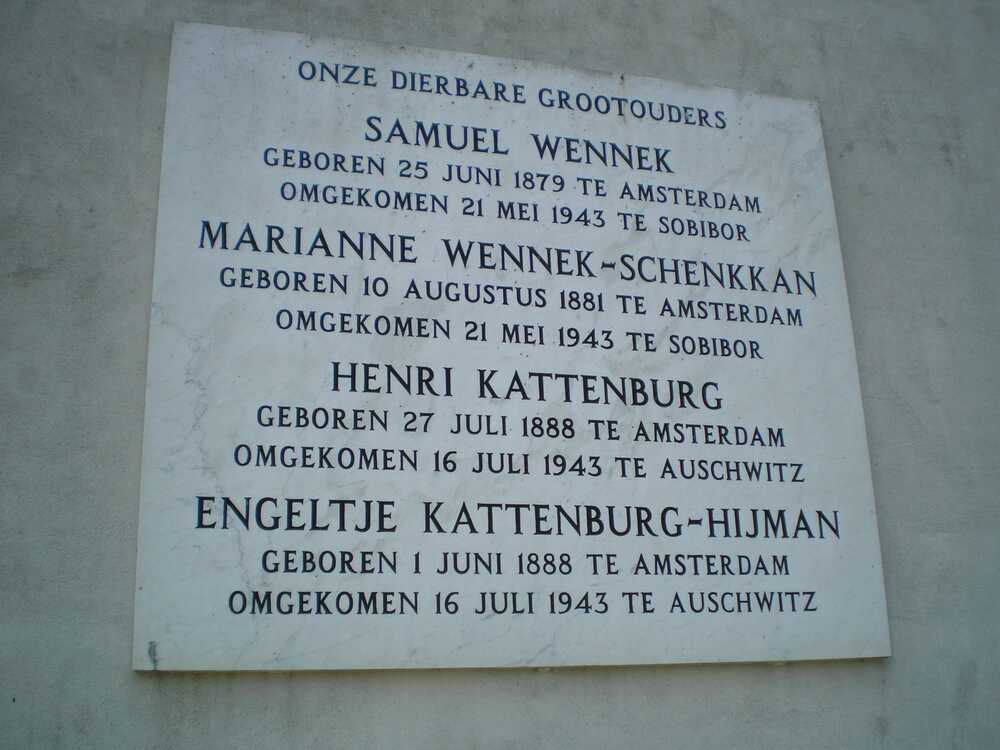 ONZE DIERBARE GROOTOUDERS
SAMUEL WENNEK
GEBOREN 25 JUNI 1879 TE AMSTERDAM
OMGEKOMEN 21 MEI 1943 TE SOBIBOR
MARIANNE WENNEK-SCHENKKAN
GEBOREN 10 AUGUSTUS 1881 TE AMSTERDAM
OMGEKOMEN 21 MEI 1943 TE SOBIBOR
HENRI KATTENBURG
GEBOREN 27 JULI 1888 TE AMSTERDAM
OMGEKOMEN 16 JULI 1943 TE AUSCHWITZ
ENGELTJE KATTENBURG-HIJMAN
GEBOREN 1 JUNI 1888 TE AMSTERDAM
OMGEKOMEN 16 JULI 1943 TE AUSCHWITZ